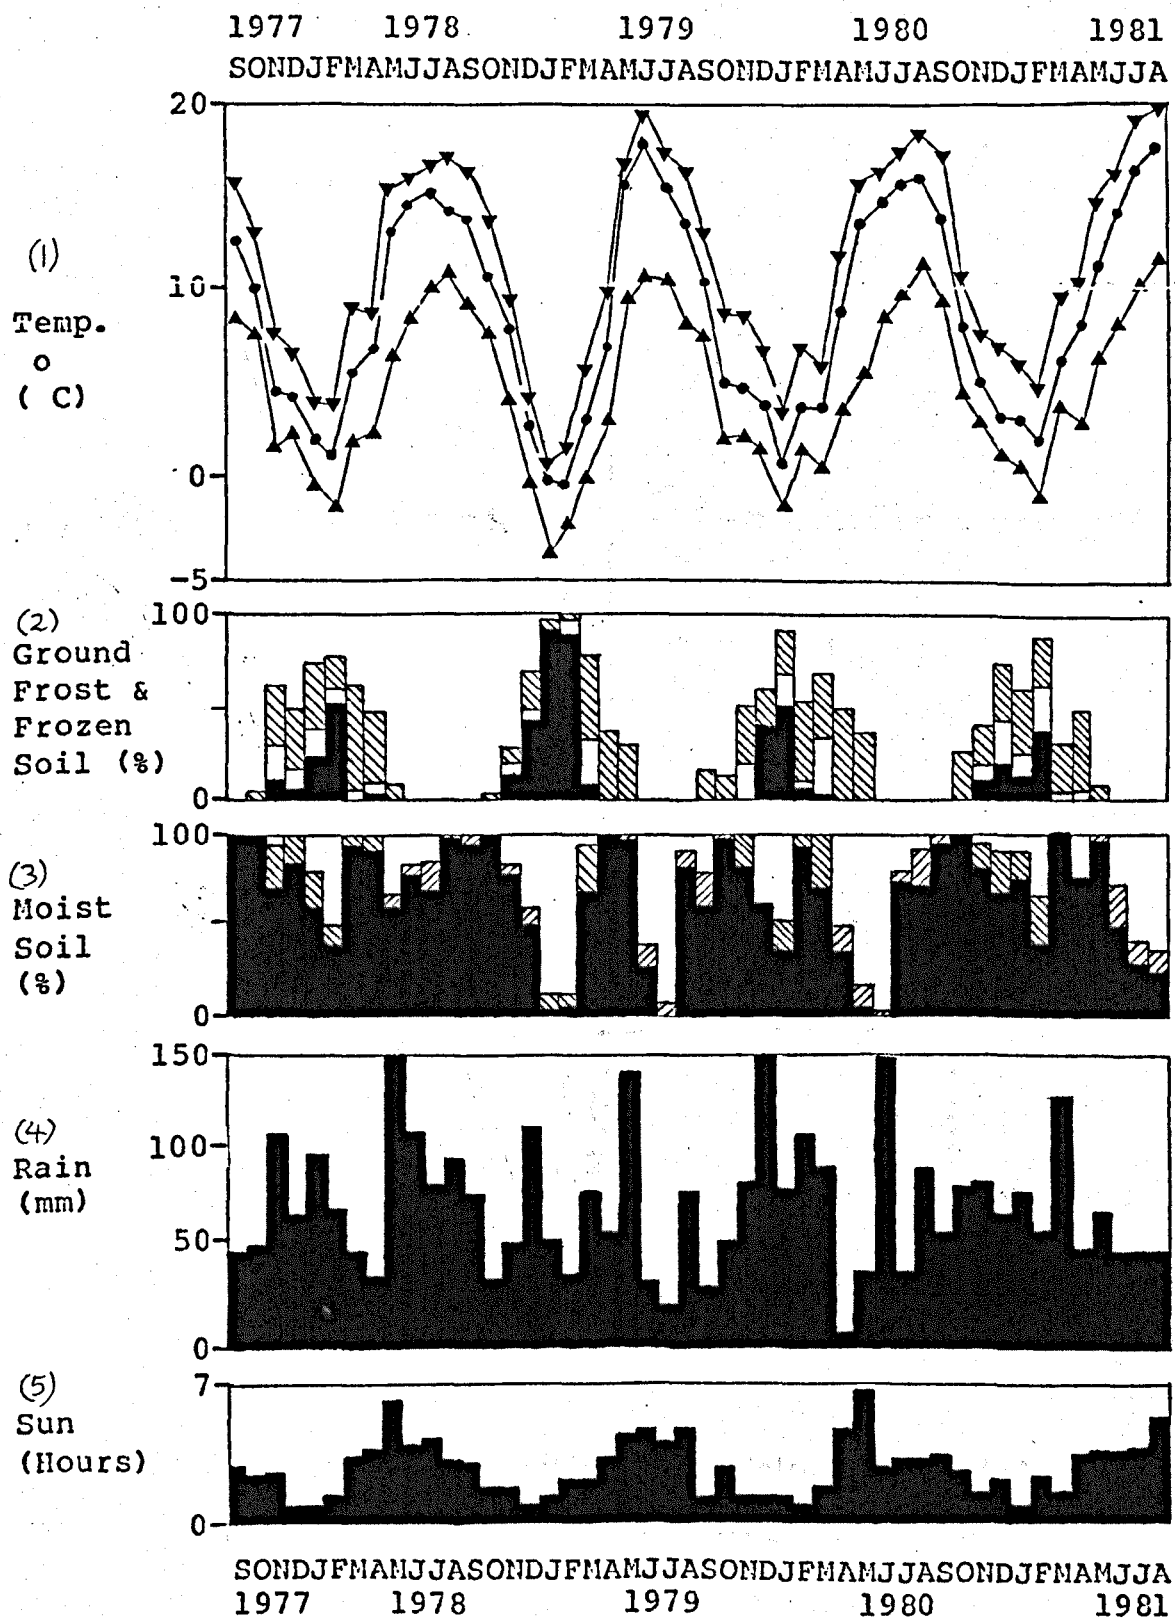 1977 1978 1979 1980 1981
SONDJFMAMJJASONDJFMAMJJASONDJFMAMJJASONDJFMAMJJA
20
(1)
10
Temp.
o
( C)
0
-5
(2)
100
Ground
Frost &
Frozen
Soil (%)
0
100
(3)
Moist
Soil
(%)
0
150
(4)
100
Rain
(mm)
50
0
(5)
7
Sun
(Hours)
0
SONDJFMAMJJASONDJFMAMJJASONDJFMAMJJASONDJFMAMJJA
1977 1978 1979 1980 1981